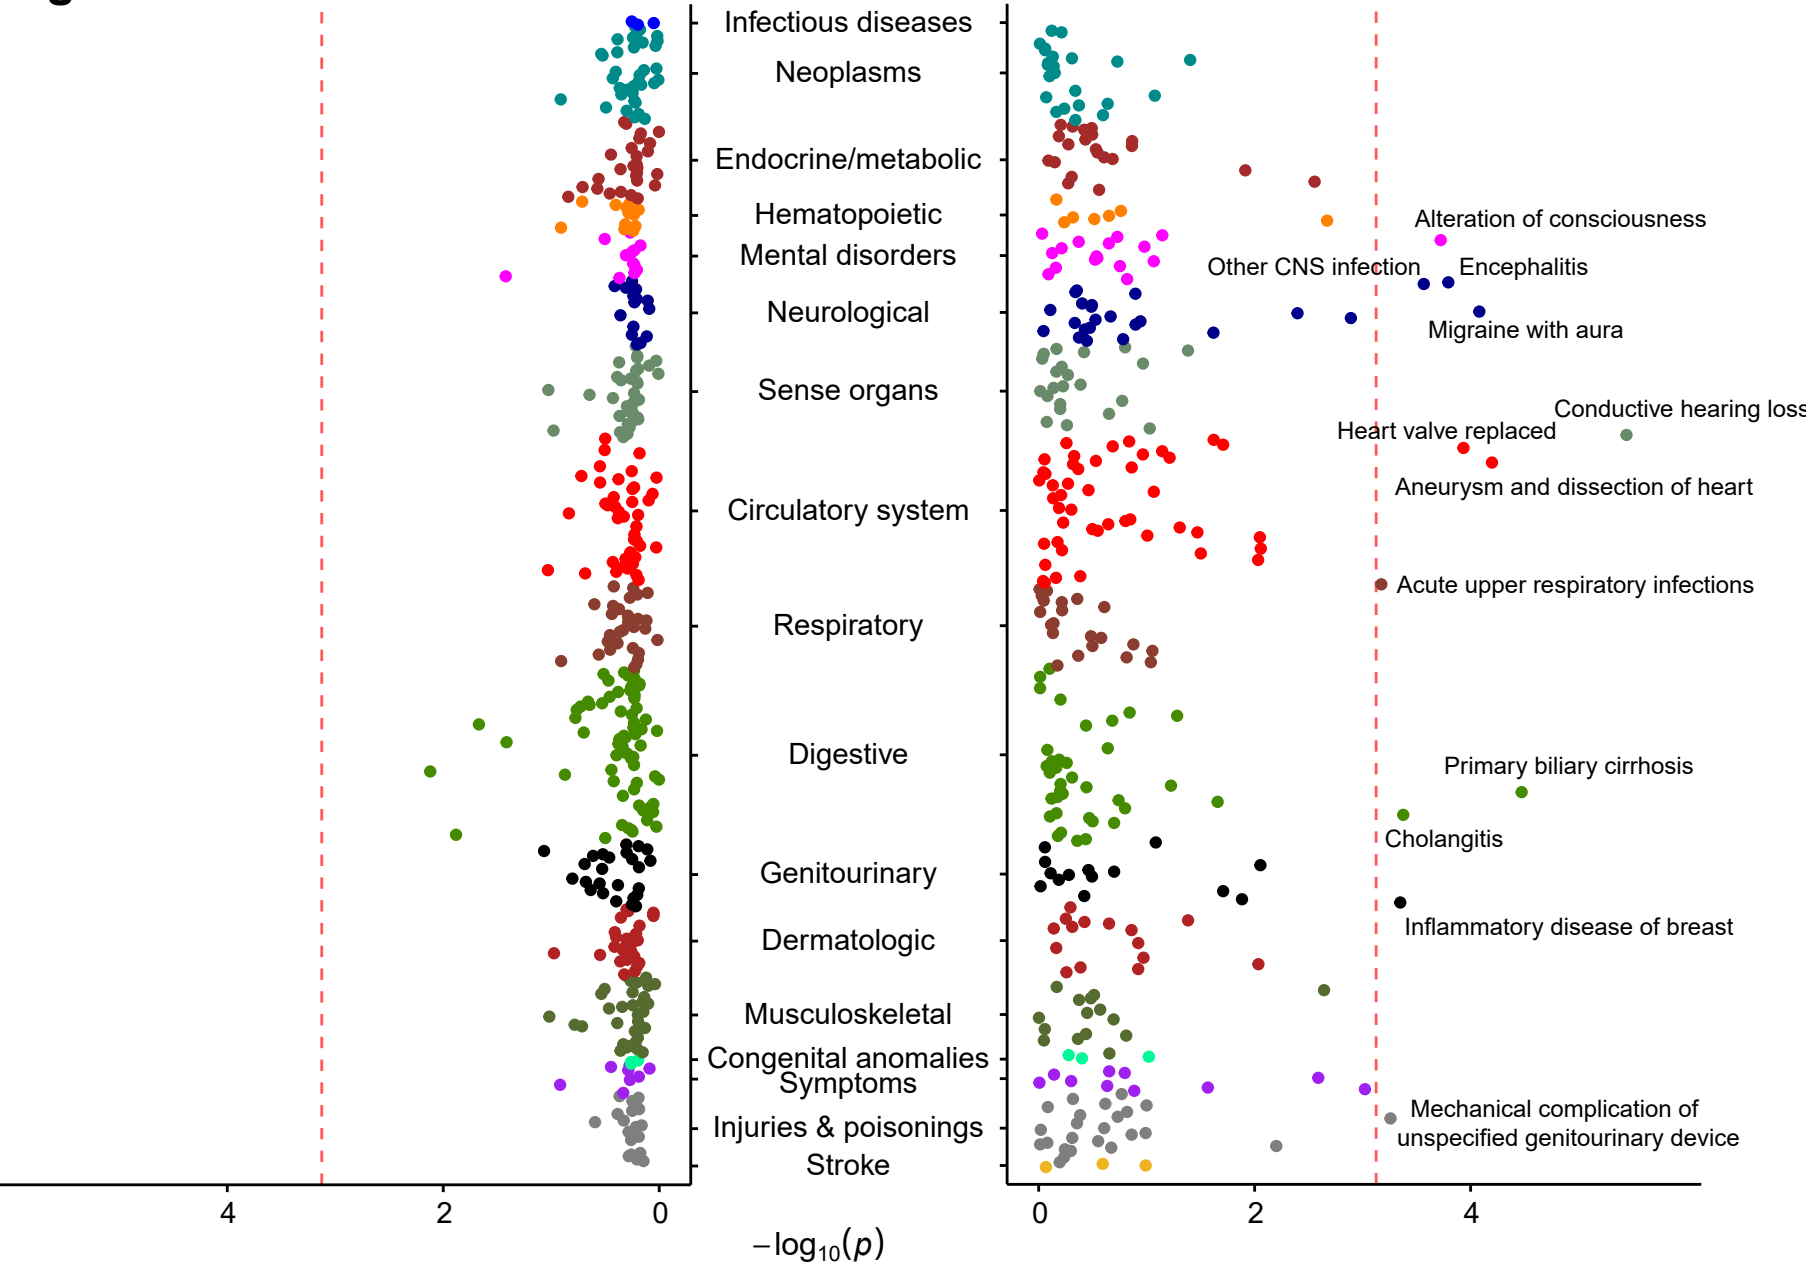 Infectious diseases
Neoplasms
Endocrine/metabolic
Hematopoietic
Alteration of consciousness
Mental disorders
Other CNS infection
Encephalitis
Neurological
Migraine with aura
Sense organs
Conductive hearing loss
Heart valve replaced
Aneurysm and dissection of heart
Circulatory system
Acute upper respiratory infections
Respiratory
Digestive
Primary biliary cirrhosis
Cholangitis
Genitourinary
Inflammatory disease of breast
Dermatologic
Musculoskeletal
Congenital anomalies
Symptoms
Mechanical complication of
unspecified genitourinary device
Injuries & poisonings
Stroke
4 2 0 0 2 4
−log₁₀(p)